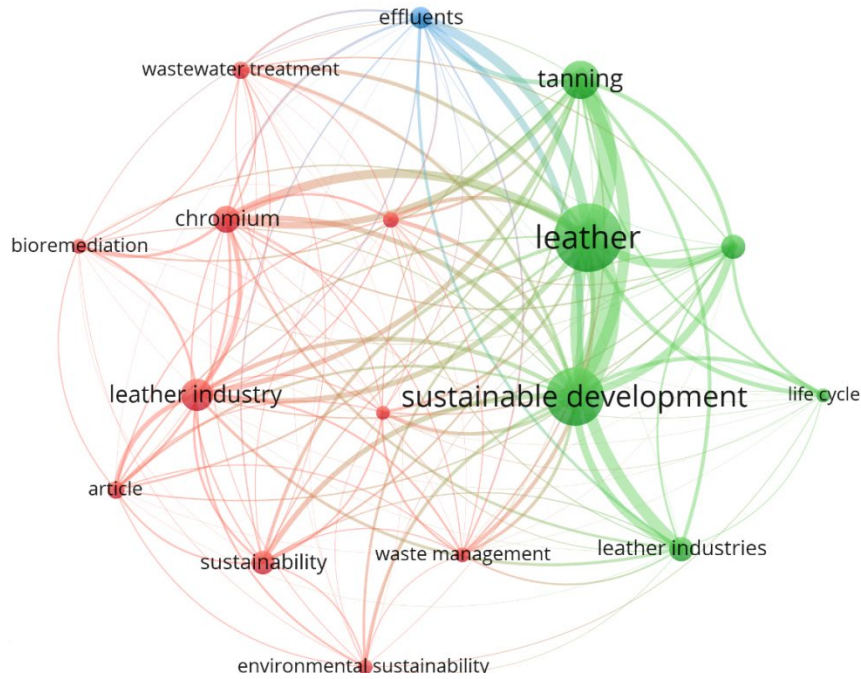 effluents
wastewater treatment
tanning
chromium
leather
bioremediation
leather industry
sustainable development
life cycle
article
sustainability
waste management
leather industries
environmental sustainability